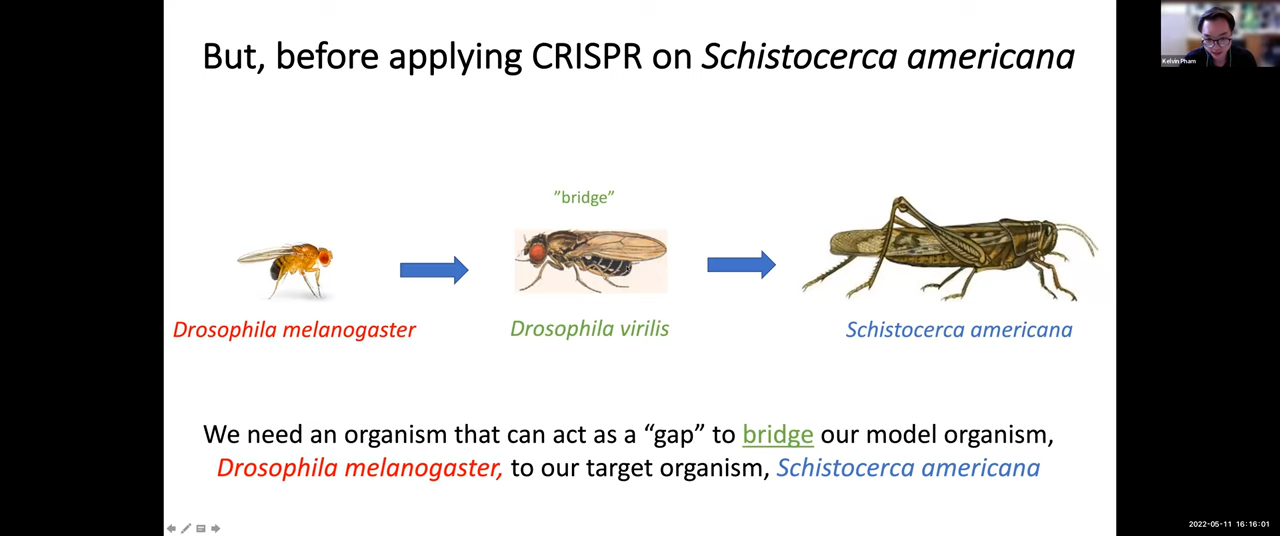 But, before applying CRISPR on Schistocerca americana
Kelvin Pham
”bridge”
Drosophila melanogaster
Drosophila virilis
Schistocerca americana
We need an organism that can act as a “gap” to bridge our model organism,
Drosophila melanogaster, to our target organism, Schistocerca americana
2022-05-11 16:16:01